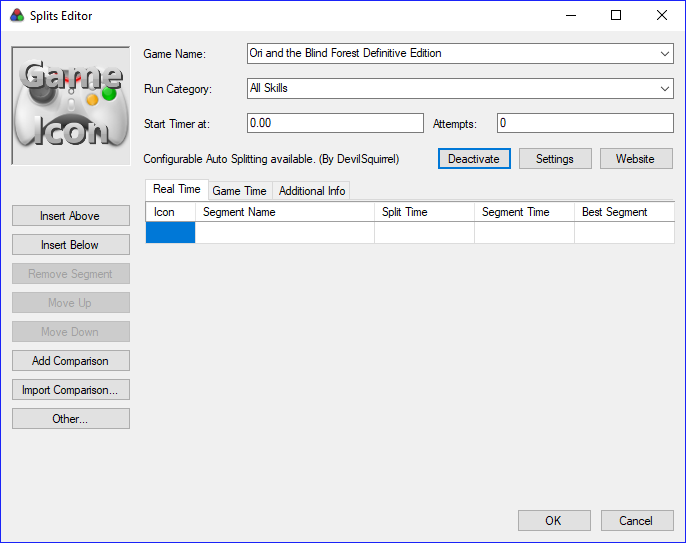 Splits Editor
Game Icon
Game Name: Ori and the Blind Forest Definitive Edition
Run Category: All Skills
Start Timer at: 0.00 Attempts: 0
Configurable Auto Splitting available. (By DevilSquirrel) Deactivate Settings Website
Real Time Game Time Additional Info
Icon Segment Name Split Time Segment Time Best Segment
Insert Above
Insert Below
Remove Segment
Move Up
Move Down
Add Comparison
Import Comparison...
Other...
OK Cancel